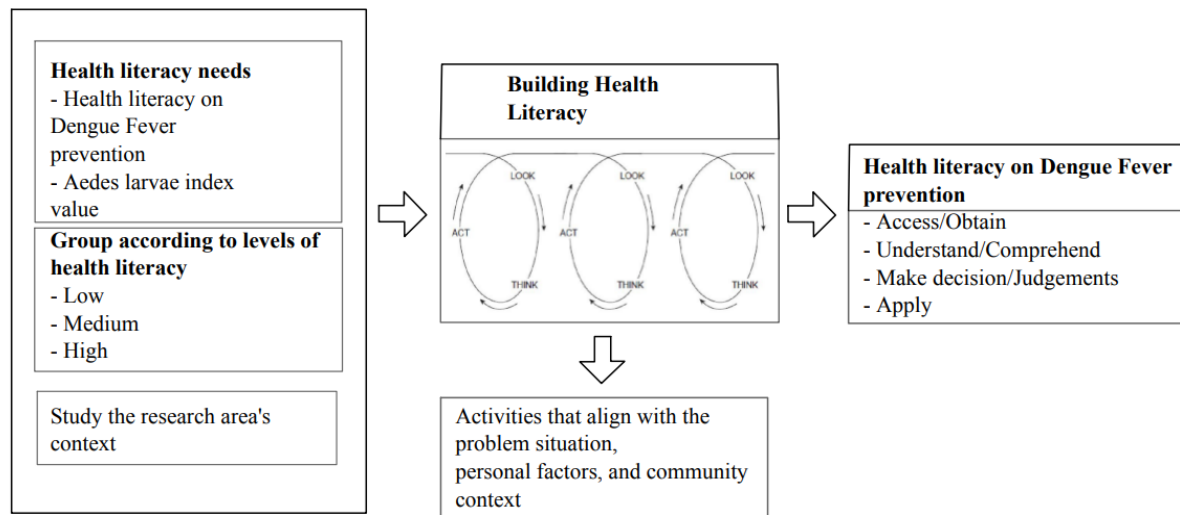 Health literacy needs
- Health literacy on
Dengue Fever
prevention
- Aedes larvae index
value
Group according to levels of
health literacy
- Low
- Medium
- High
Study the research area's
context
Building Health
Literacy
LOOK
ACT
THINK
LOOK
ACT
THINK
LOOK
ACT
THINK
Activities that align with the
problem situation,
personal factors, and community
context
Health literacy on Dengue Fever
prevention
- Access/Obtain
- Understand/Comprehend
- Make decision/Judgements
- Apply